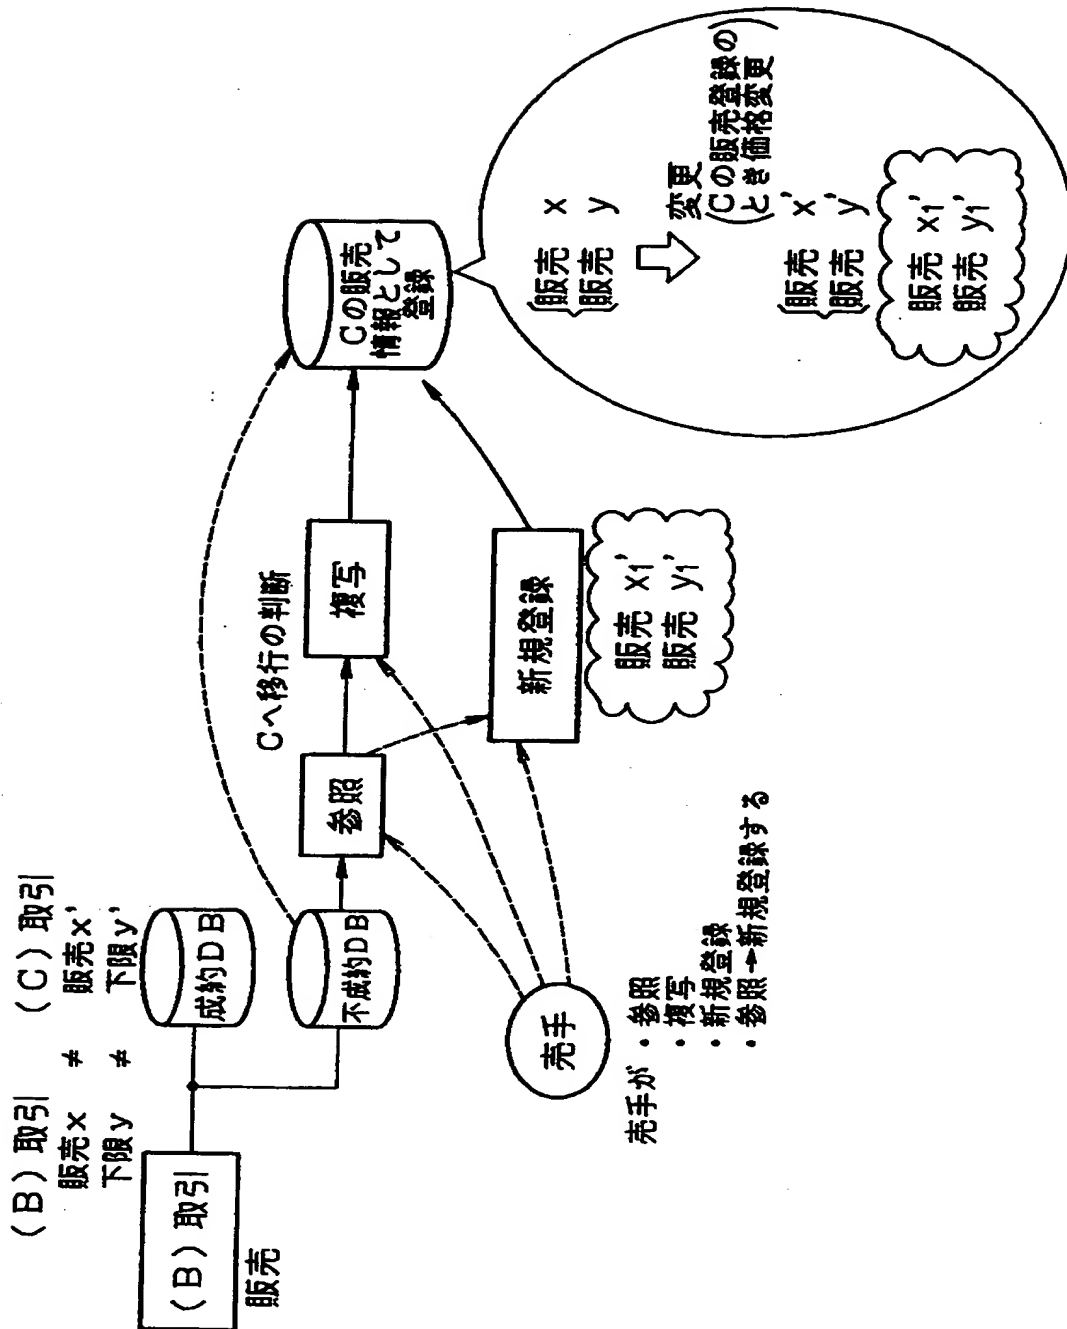 (B)取引　(C)取引
販売x ≠ 販売x'
下限y ≠ 下限y'
(B)取引
販売
成約DB
不成約DB
参照
Cへ移行の判断
複写
新規登録
販売 x1'
販売 y1'
Cの販売
情報として
登録
売手
売手が ・参照
・複写
・新規登録
・参照→新規登録する
販売 x
販売 y
変更
(Cの販売登録の
とき価格変更)
販売 x'
販売 y'
販売 x1'
販売 y1'